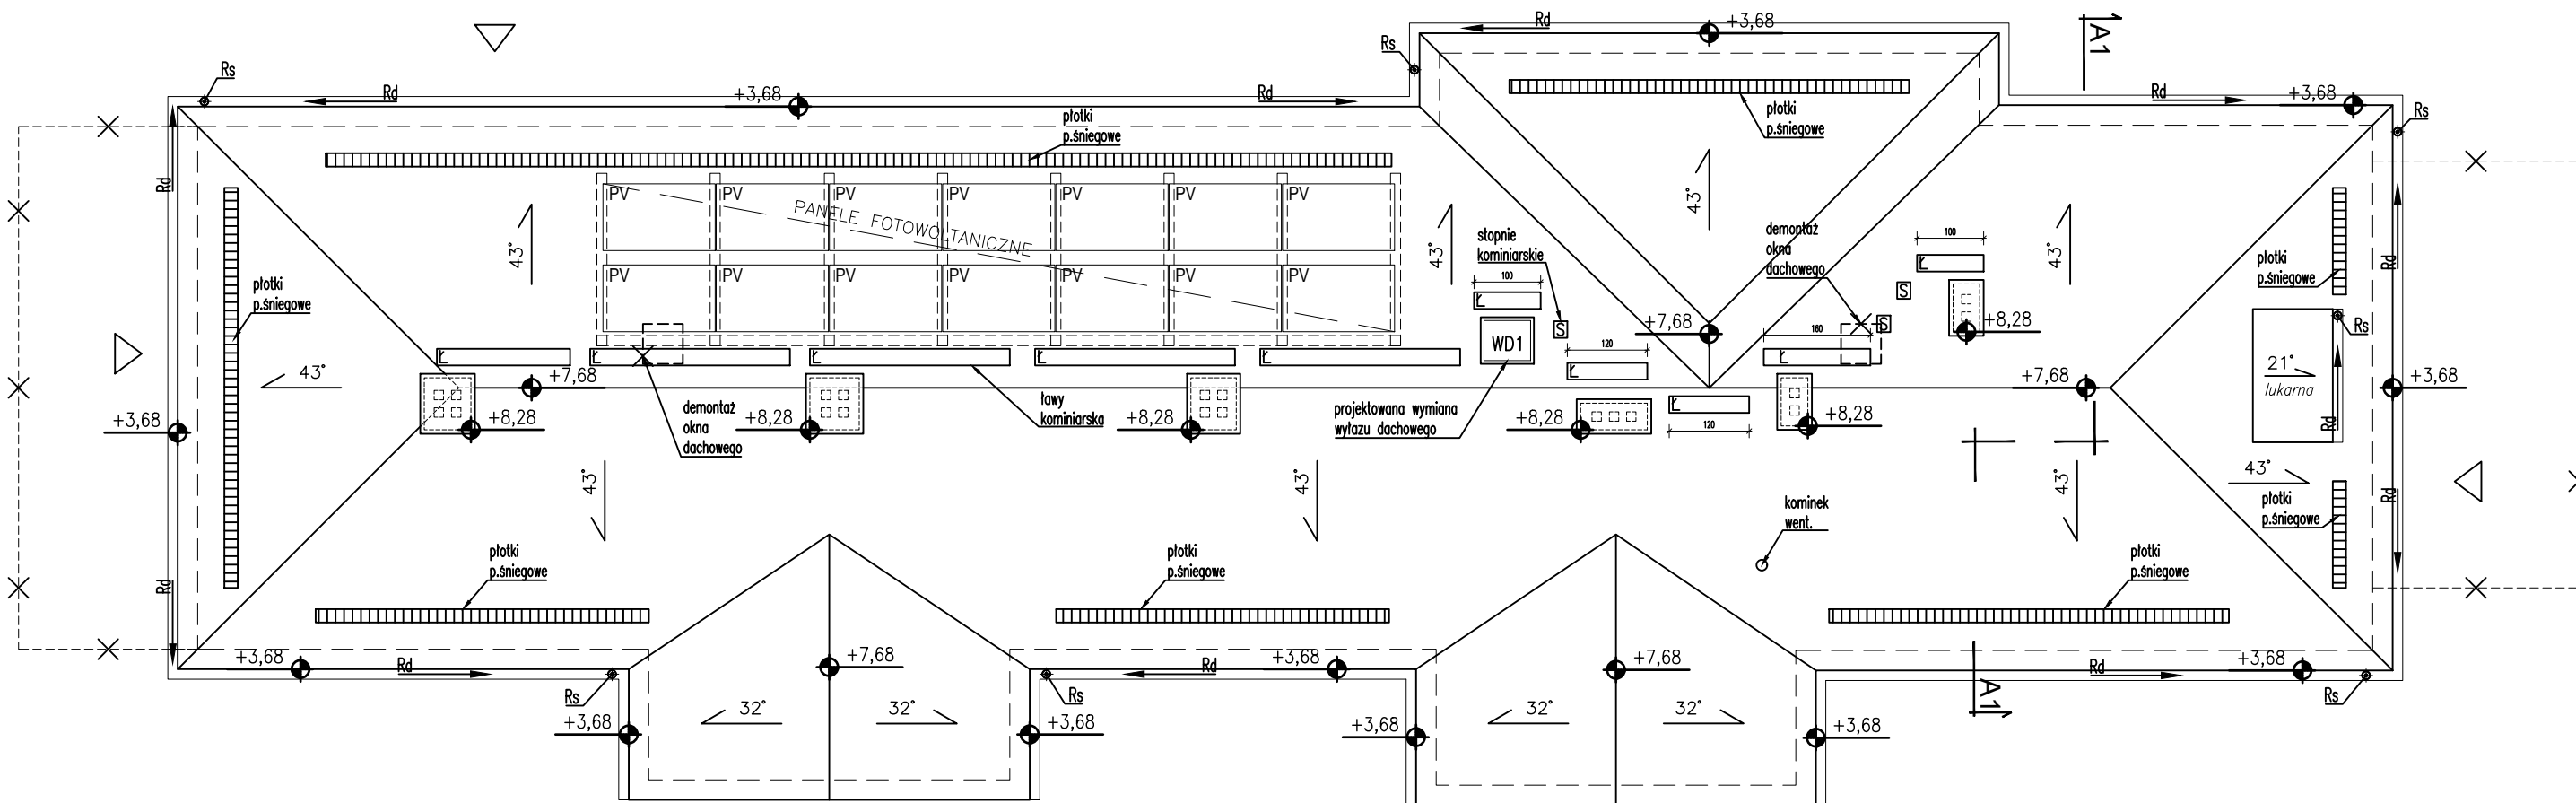 Rd
+3,68
A1
Rs
Rs
Rd
+3,68
Rd
Rd
+3,68
Rs
płotki
p.śniegowe
płotki
p.śniegowe
Rd
PV PV PV PV PV PV PV
PANELE FOTOWOLTANICZNE
43°
43°
43°
43°
stopnie
kominiarskie
demontaż
okna
dachowego
100
100
Ł
Ł
S
S
PV PV PV PV PV PV PV
płotki
p.śniegowe
płotki
p.śniegowe
Rd
+8,28
Rs
+7,68
WD1
160
120
Ł Ł Ł Ł Ł
Ł
Ł
43°
+7,68
+7,68
21°
lukarna
+3,68
Rd
+3,68
+8,28
demontaż
okna
dachowego
+8,28
ławy
kominiarska
+8,28
projektowana wymiana
wyłazu dachowego
+8,28
Ł
120
+8,28
43°
43°
43°
43°
Rd
płotki
p.śniegowe
kominek
went.
płotki
p.śniegowe
płotki
p.śniegowe
płotki
p.śniegowe
Rd
+3,68
Rd
+7,68
Rd
+3,68
+7,68
Rd
+3,68
Rs
Rs
A1
Rs
+3,68
32°
32°
+3,68
+3,68
32°
32°
+3,68